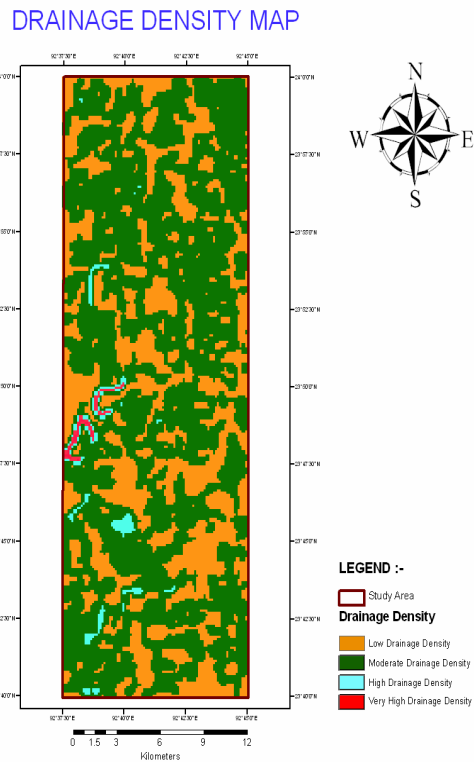 DRAINAGE DENSITY MAP
92°37'30"E 92°40'0"E 92°42'30"E 92°45'0"E
24°0'0"N
N
W E
S
23°57'30"N
23°55'0"N
23°52'30"N
23°50'0"N
23°47'30"N
23°45'0"N
23°42'30"N
23°40'0"N
LEGEND :-
Study Area
Drainage Density
Low Drainage Density
Moderate Drainage Density
High Drainage Density
Very High Drainage Density
92°37'30"E 92°40'0"E 92°42'30"E 92°45'0"E
0 1.5 3 6 9 12
Kilometers